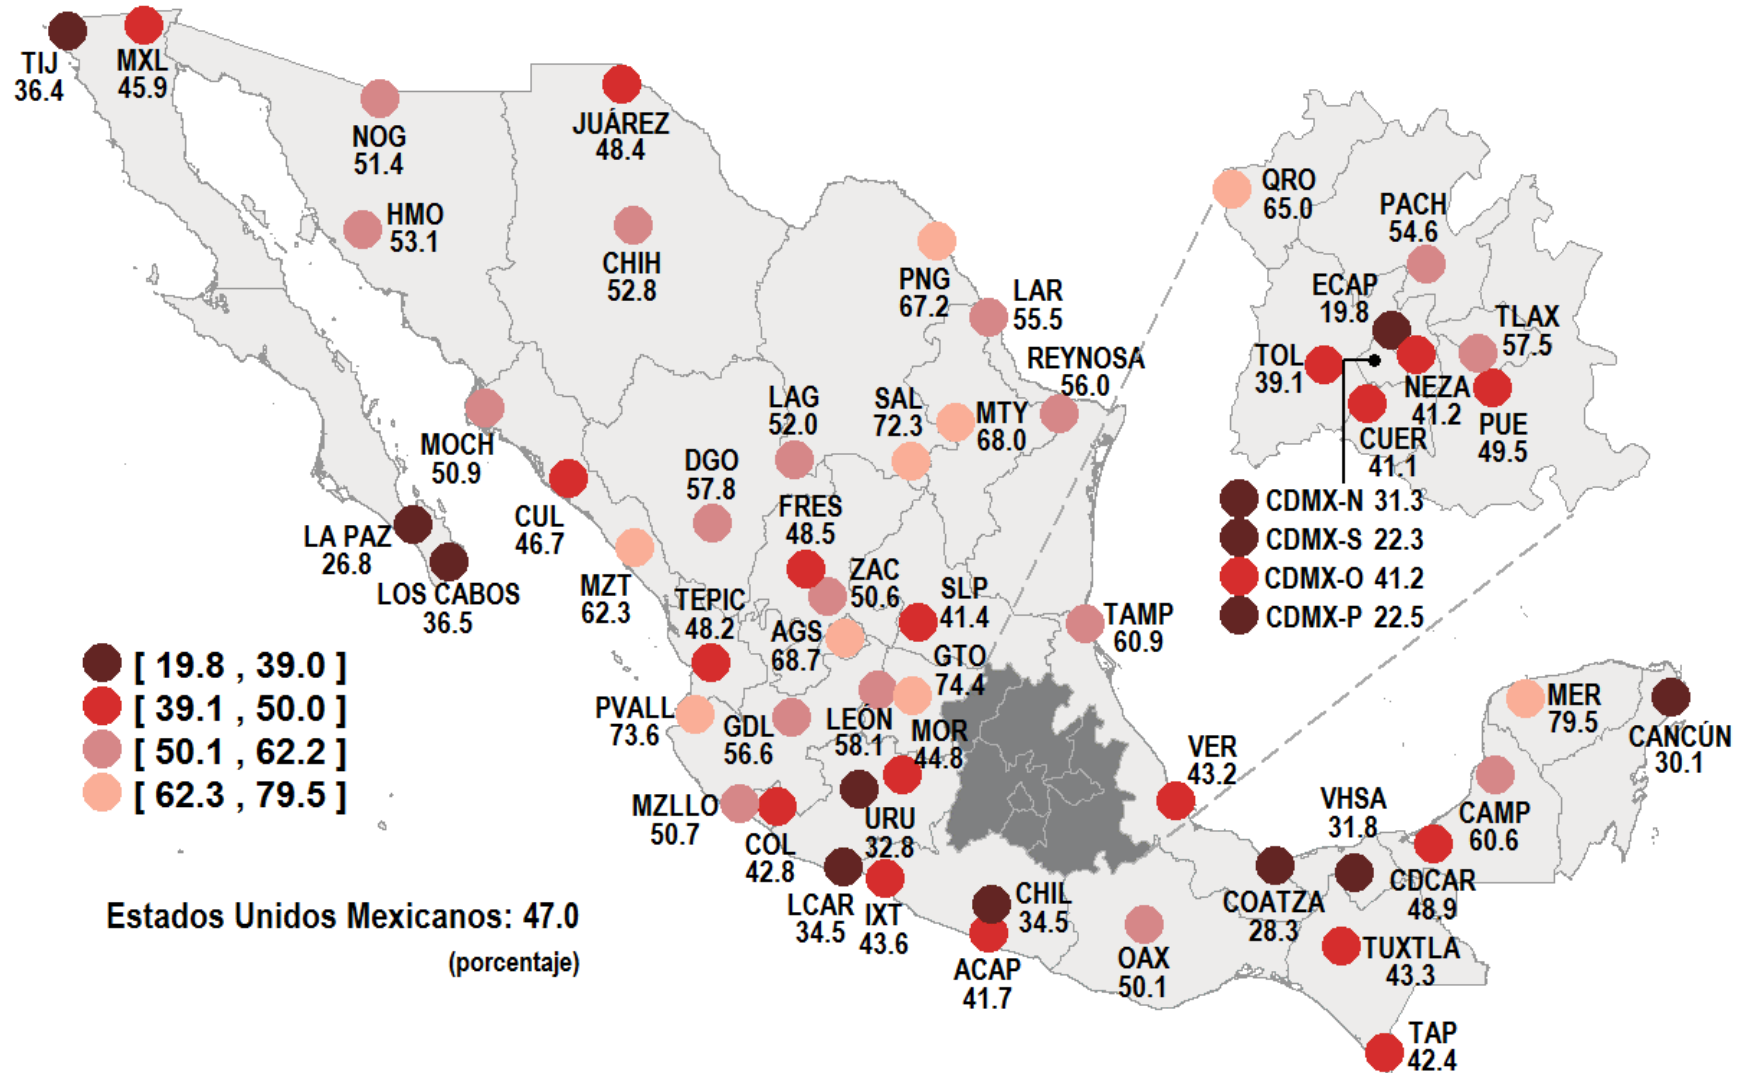 TIJ
36.4
MXL
45.9
NOG
51.4
HMO
53.1
JUÁREZ
48.4
CHIH
52.8
PNG
67.2
LAR
55.5
REYNOSA
56.0
LAG
52.0
SAL
72.3
MTY
68.0
MOCH
50.9
DGO
57.8
CUL
46.7
FRES
48.5
LA PAZ
26.8
LOS CABOS
36.5
MZT
62.3
ZAC
50.6
SLP
41.4
TEPIC
48.2
AGS
68.7
GTO
74.4
TAMP
60.9
PVALL
73.6
GDL
56.6
LEÓN
58.1
MOR
44.8
MZLLO
50.7
COL
42.8
URU
32.8
LCAR
34.5
IXT
43.6
CHIL
34.5
ACAP
41.7
OAX
50.1
VER
43.2
COATZA
28.3
VHSA
31.8
CDCAR
48.9
TUXTLA
43.3
TAP
42.4
CAMP
60.6
MER
79.5
CANCÚN
30.1
QRO
65.0
PACH
54.6
ECAP
19.8
TLAX
57.5
TOL
39.1
NEZA
41.2
CUER
41.1
PUE
49.5
CDMX-N 31.3
CDMX-S 22.3
CDMX-O 41.2
CDMX-P 22.5
[ 19.8 , 39.0 ]
[ 39.1 , 50.0 ]
[ 50.1 , 62.2 ]
[ 62.3 , 79.5 ]
Estados Unidos Mexicanos: 47.0
(porcentaje)